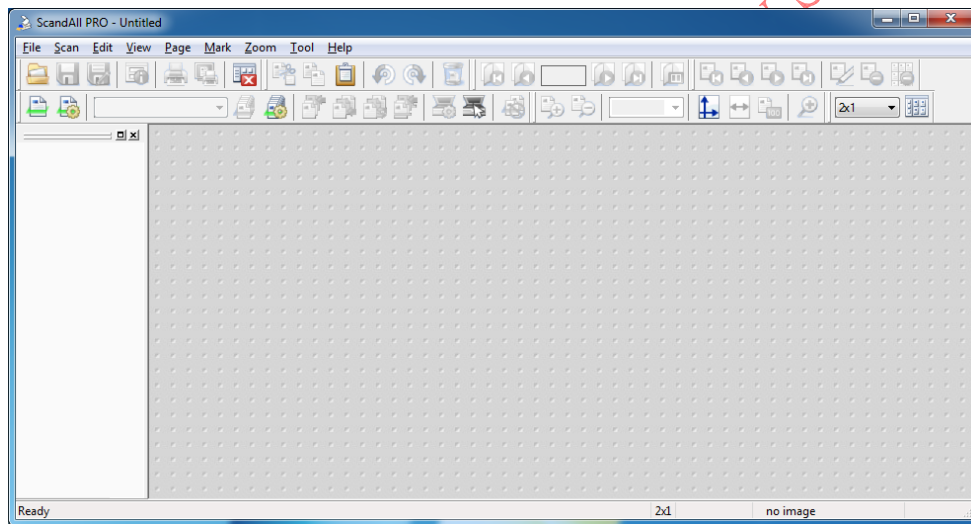 ScandAll PRO - Untitled
File Scan Edit View Page Mark Zoom Tool Help
2x1
Ready 2x1 no image